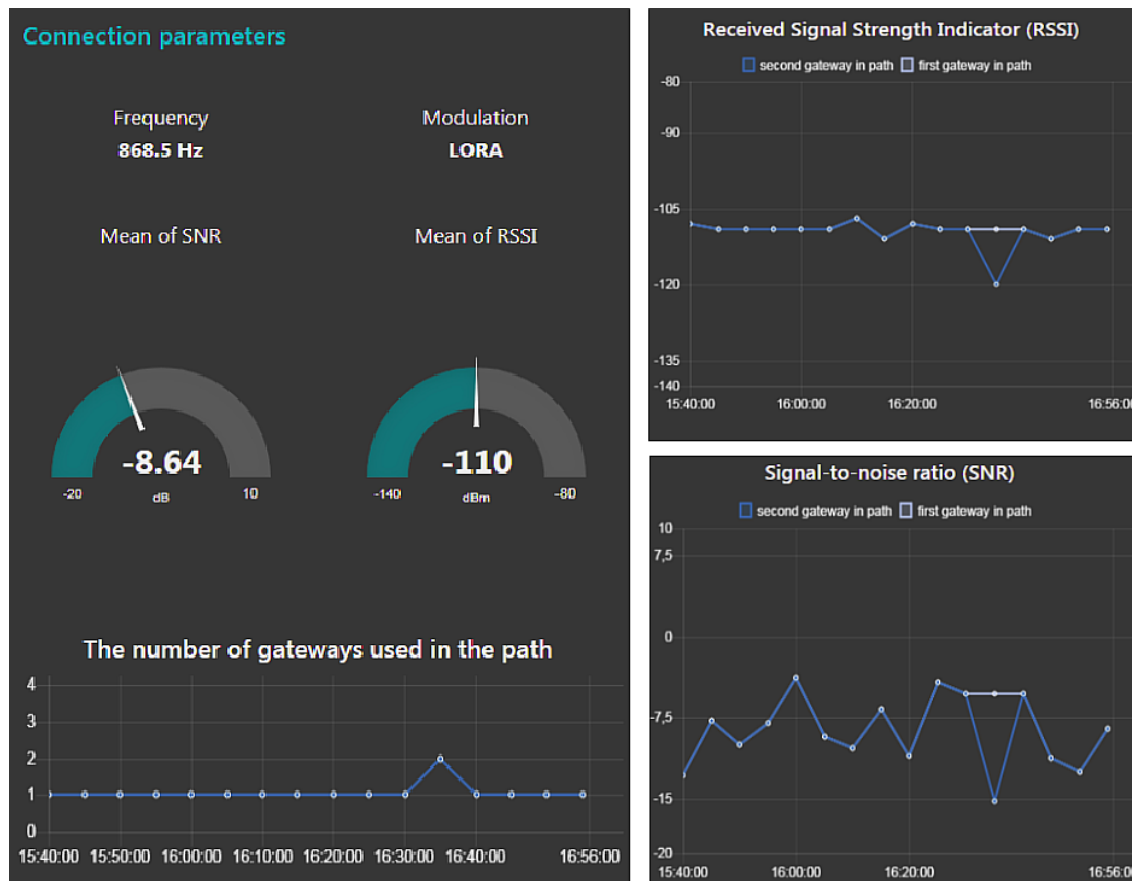 Connection parameters
Frequency
868.5 Hz
Modulation
LORA
Mean of SNR
-8.64
-20
dB
10
Mean of RSSI
-110
-140
dBm
-80
The number of gateways used in the path
4
3
2
1
0
15:40:00 15:50:00 16:00:00 16:10:00 16:20:00 16:30:00 16:40:00 16:56:00
Received Signal Strength Indicator (RSSI)
second gateway in path first gateway in path
-80
-90
-105
-120
-135
-140
15:40:00 16:00:00 16:20:00 16:56:00
Signal-to-noise ratio (SNR)
second gateway in path first gateway in path
10
7,5
0
-7,5
-15
-20
15:40:00 16:00:00 16:20:00 16:56:00